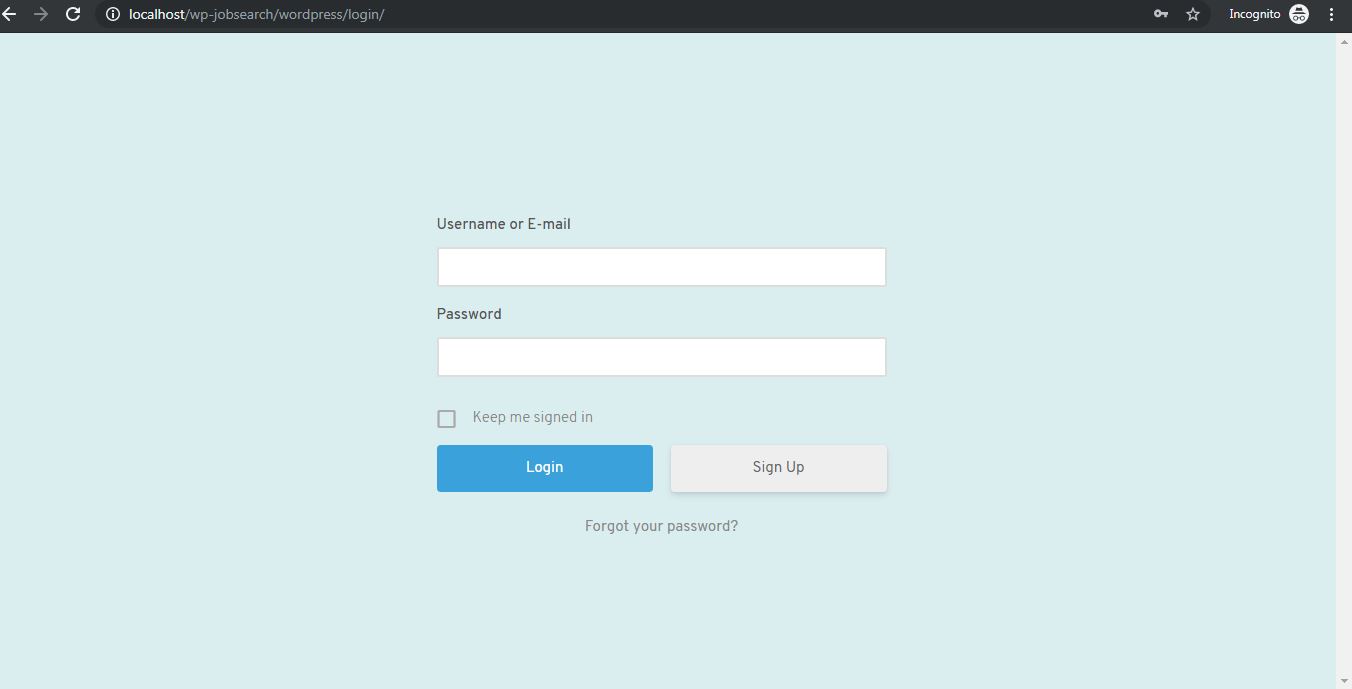 localhost/wp-jobsearch/wordpress/login/ Incognito
Username or E-mail
Password
Keep me signed in
Login Sign Up
Forgot your password?